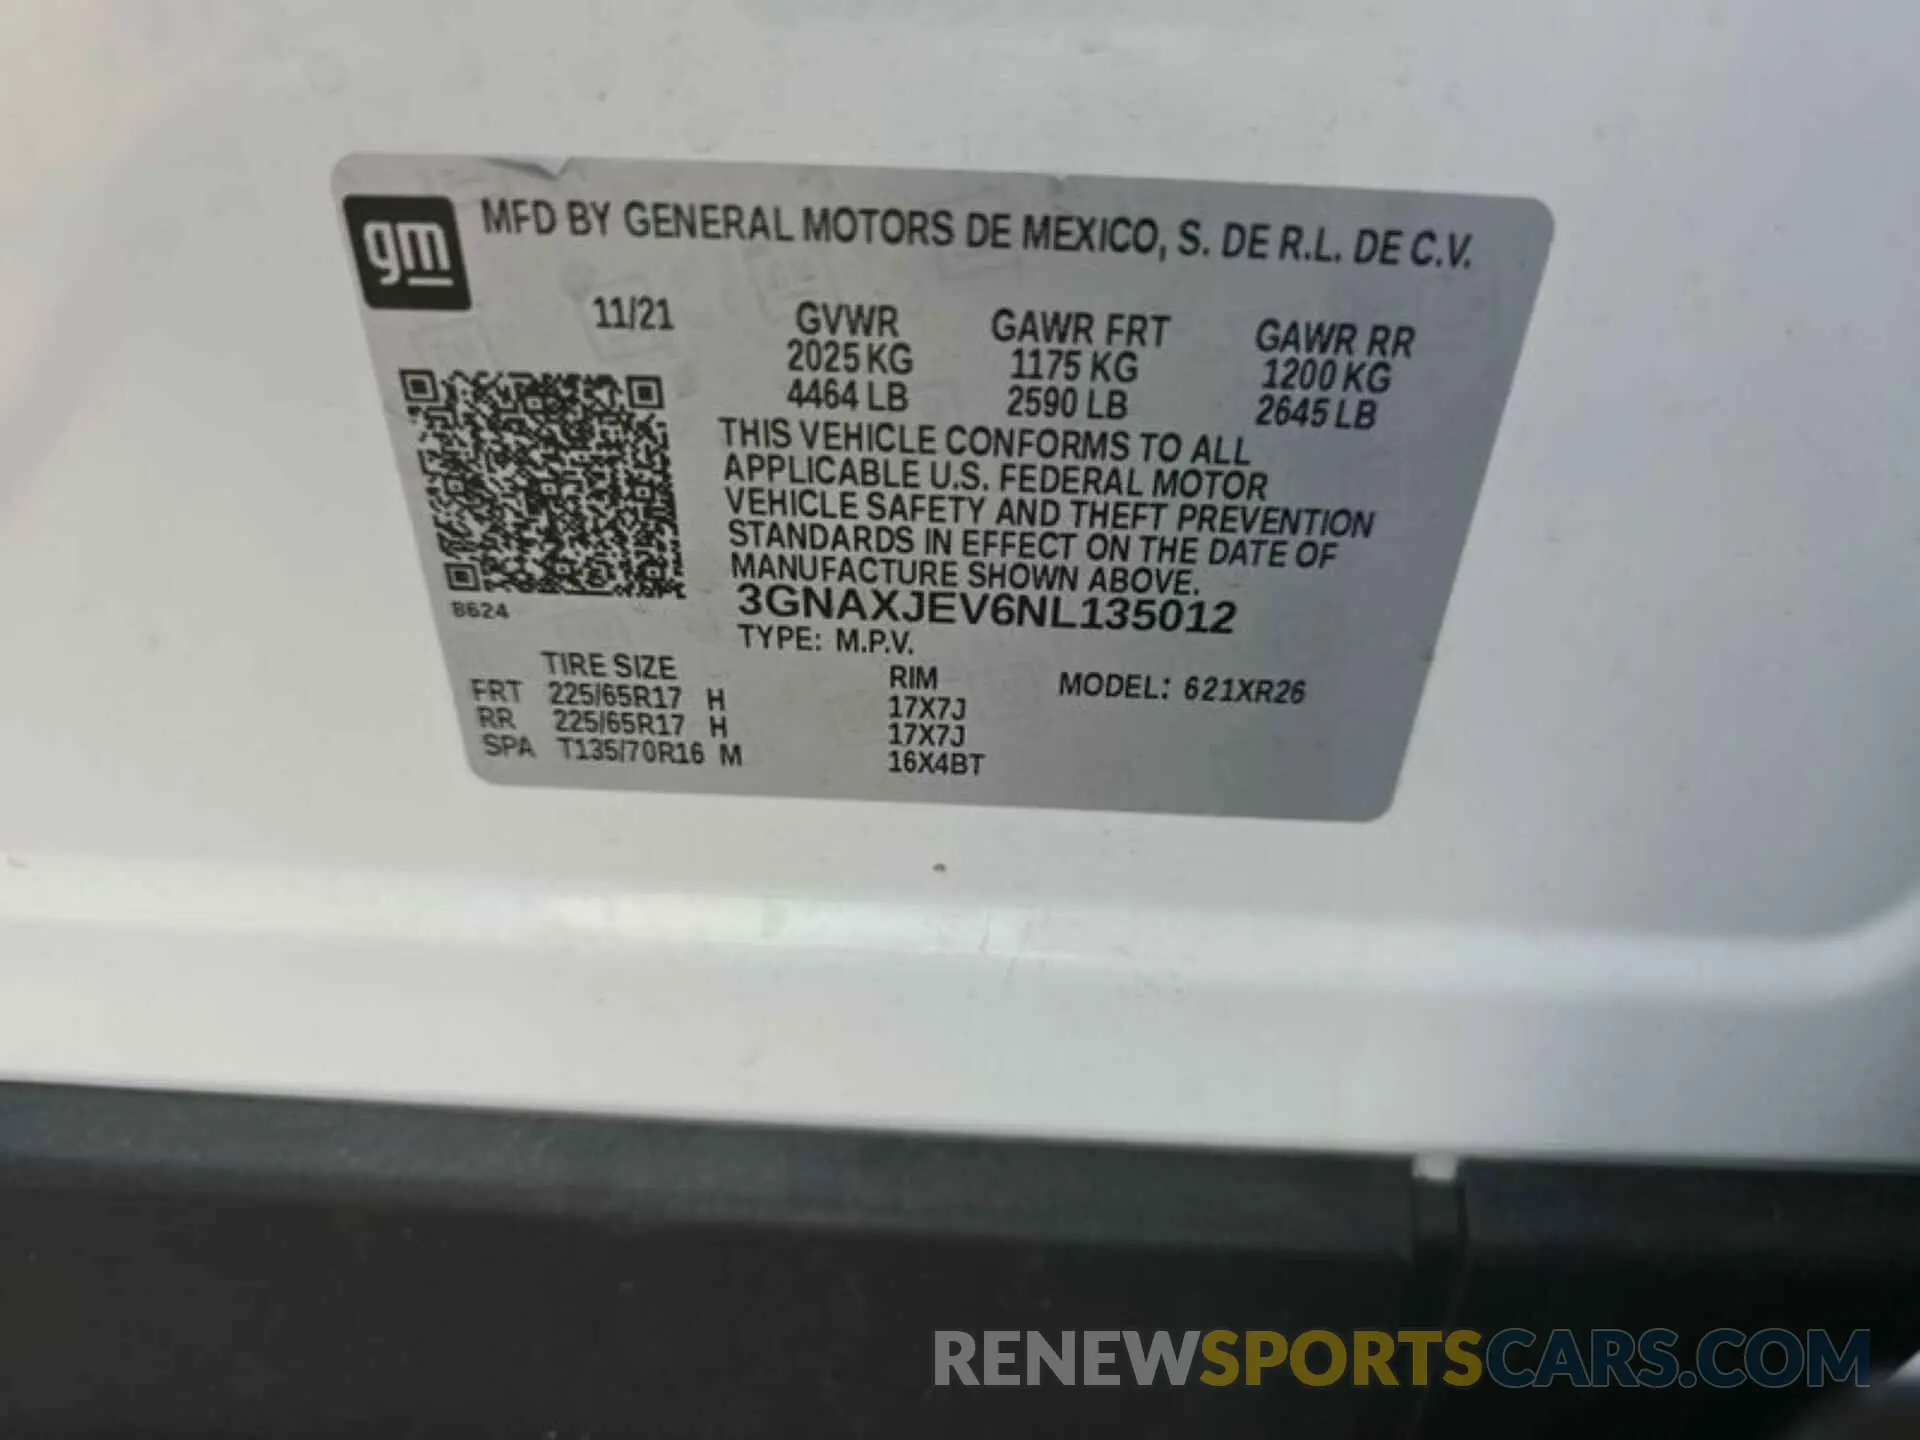 gm
MFD BY GENERAL MOTORS DE MEXICO, S. DE R.L. DE C.V.
11/21 GVWR GAWR FRT GAWR RR
2025 KG 1175 KG 1200 KG
4464 LB 2590 LB 2645 LB
THIS VEHICLE CONFORMS TO ALL
APPLICABLE U.S. FEDERAL MOTOR
VEHICLE SAFETY AND THEFT PREVENTION
STANDARDS IN EFFECT ON THE DATE OF
MANUFACTURE SHOWN ABOVE.
3GNAXJEV6NL135012
8624
TYPE: M.P.V.
TIRE SIZE RIM MODEL: 621XR26
FRT 225/65R17 H 17X7J
RR 225/65R17 H 17X7J
SPA T135/70R16 M 16X4BT
RENEWSPORTSCARS.COM